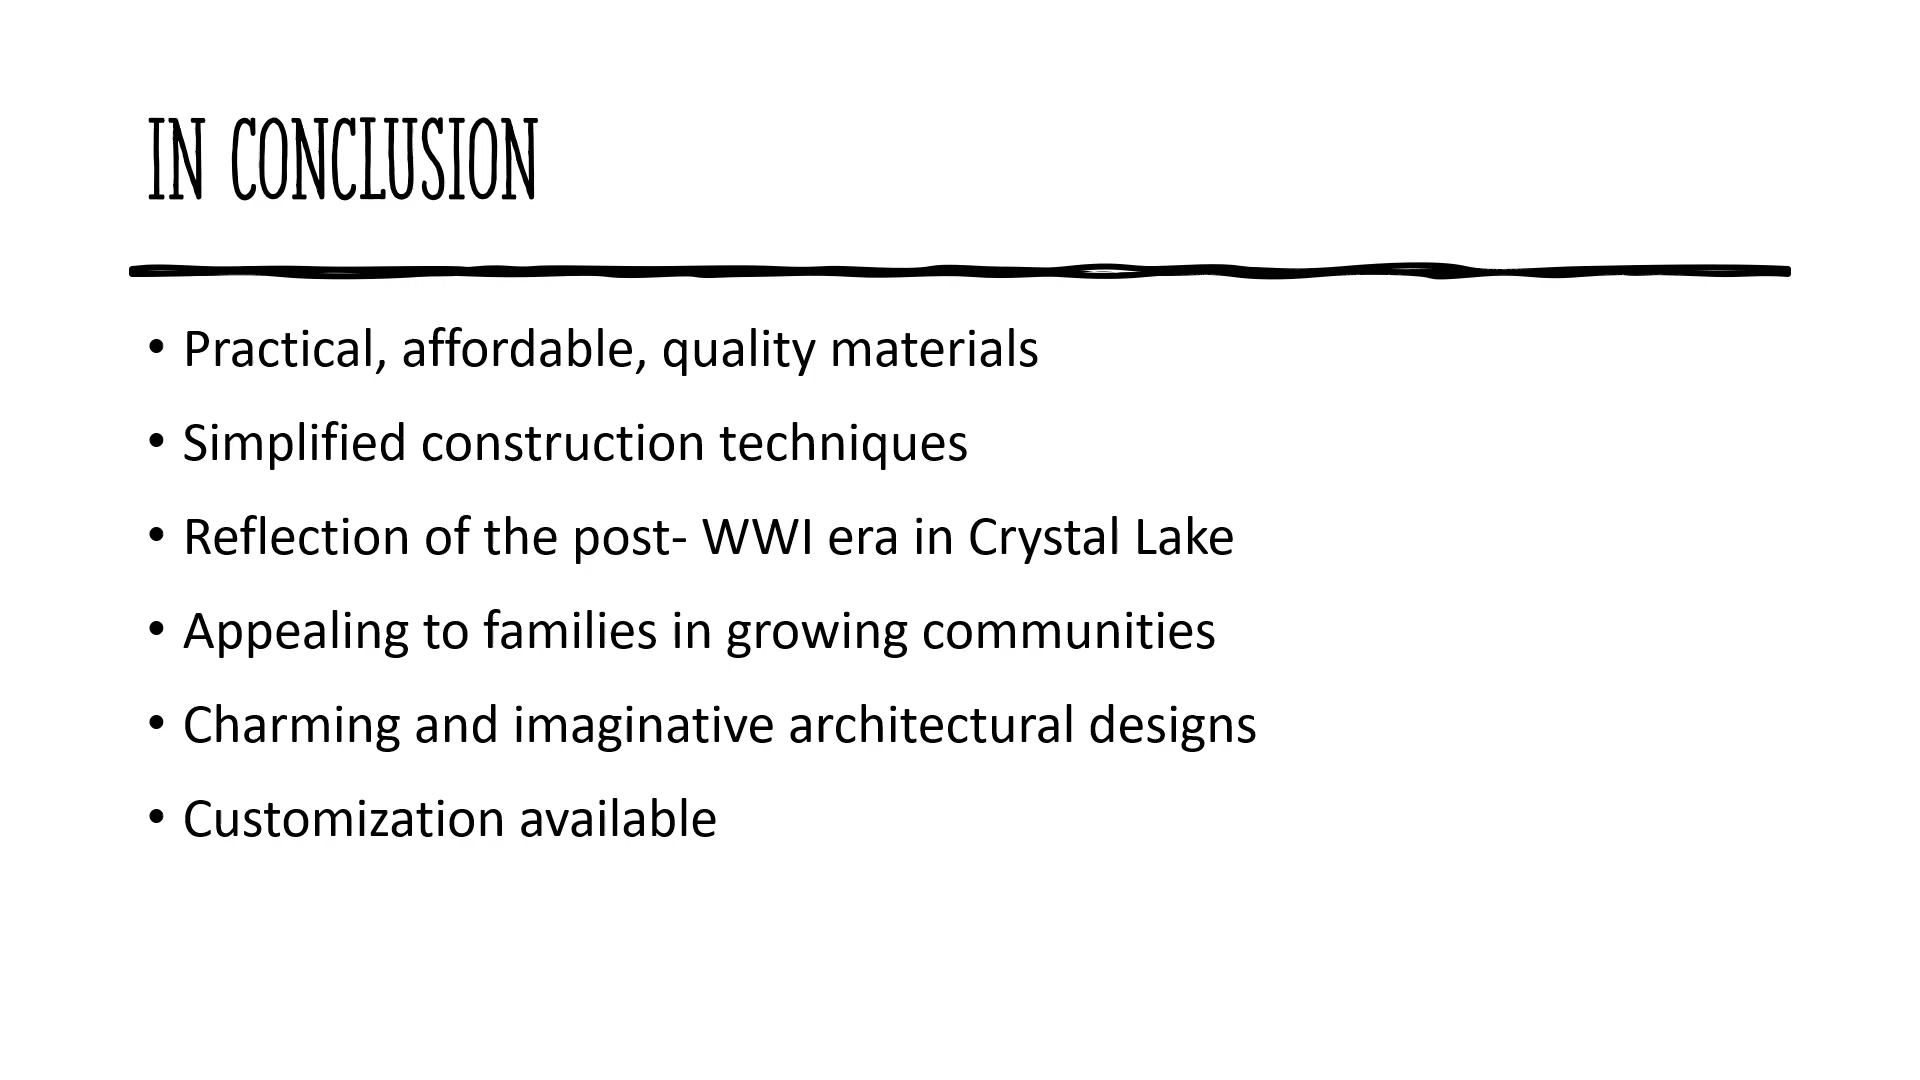 IN CONCLUSION
• Practical, affordable, quality materials
• Simplified construction techniques
• Reflection of the post- WWI era in Crystal Lake
• Appealing to families in growing communities
• Charming and imaginative architectural designs
• Customization available